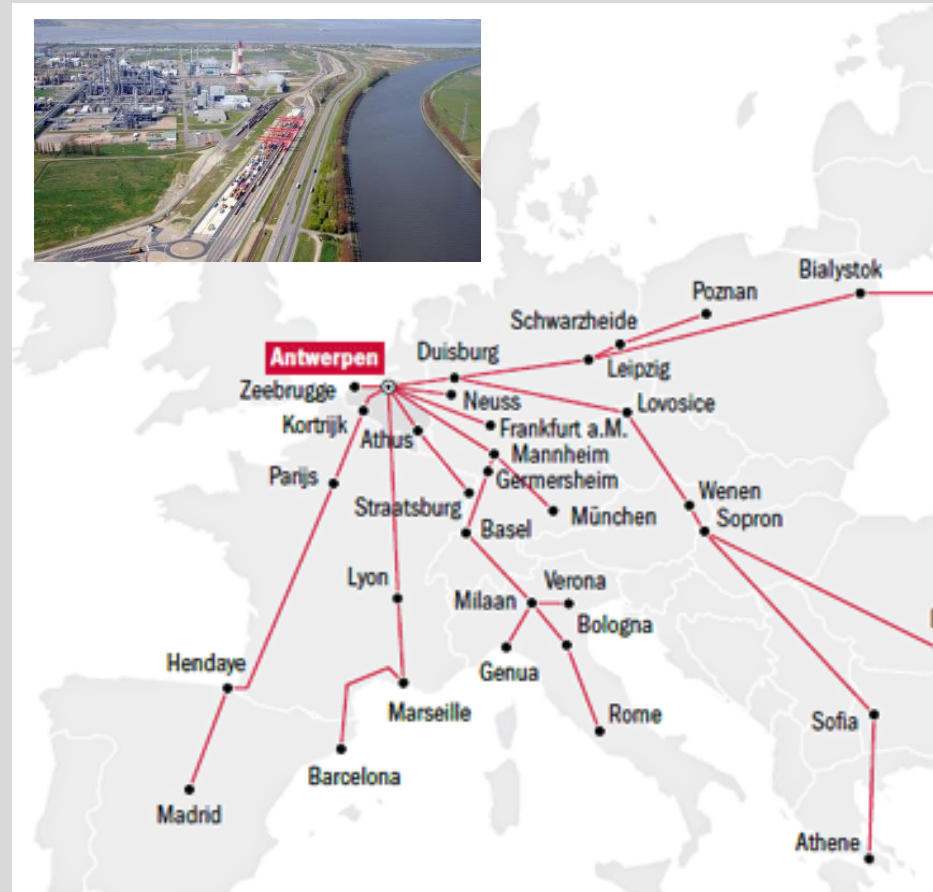 Bialystok
Poznan
Schwarzheide
Antwerpen
Duisburg
Leipzig
Zeebrugge
Neuss
Lovosice
Kortrijk
Athus
Frankfurt a.M.
Mannheim
Parijs
Germersheim
Straatsburg
Wenen
München
Sopron
Basel
Lyon
Milaan
Verona
Bologna
Hendaye
Genua
Marseille
Rome
Sofia
Barcelona
Madrid
Athene